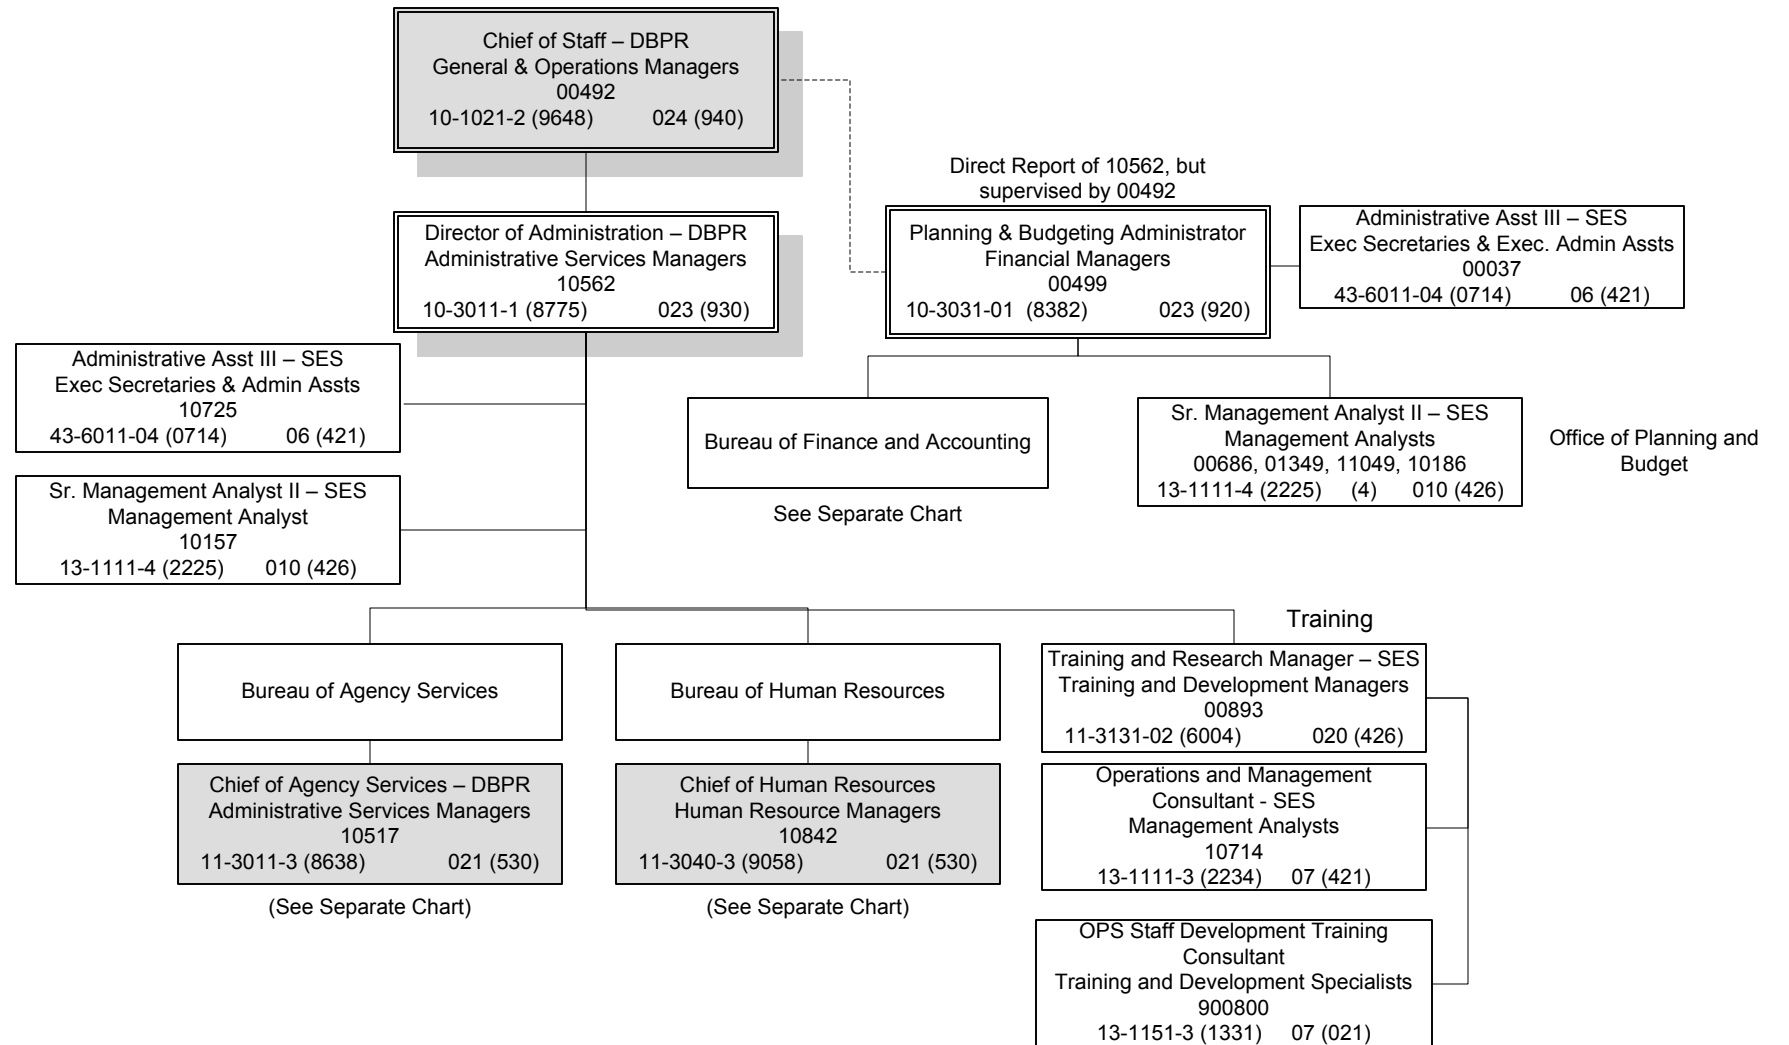 Chief of Staff – DBPR
General & Operations Managers
00492
10-1021-2 (9648) 024 (940)
Direct Report of 10562, but
supervised by 00492
Director of Administration – DBPR
Administrative Services Managers
10562
10-3011-1 (8775) 023 (930)
Planning & Budgeting Administrator
Financial Managers
00499
10-3031-01 (8382) 023 (920)
Administrative Asst III – SES
Exec Secretaries & Exec. Admin Assts
00037
43-6011-04 (0714) 06 (421)
Administrative Asst III – SES
Exec Secretaries & Admin Assts
10725
43-6011-04 (0714) 06 (421)
Bureau of Finance and Accounting
See Separate Chart
Sr. Management Analyst II – SES
Management Analysts
00686, 01349, 11049, 10186
13-1111-4 (2225) (4) 010 (426)
Office of Planning and
Budget
Sr. Management Analyst II – SES
Management Analyst
10157
13-1111-4 (2225) 010 (426)
Bureau of Agency Services
Chief of Agency Services – DBPR
Administrative Services Managers
10517
11-3011-3 (8638) 021 (530)
(See Separate Chart)
Bureau of Human Resources
Chief of Human Resources
Human Resource Managers
10842
11-3040-3 (9058) 021 (530)
(See Separate Chart)
Training
Training and Research Manager – SES
Training and Development Managers
00893
11-3131-02 (6004) 020 (426)
Operations and Management
Consultant - SES
Management Analysts
10714
13-1111-3 (2234) 07 (421)
OPS Staff Development Training
Consultant
Training and Development Specialists
900800
13-1151-3 (1331) 07 (021)